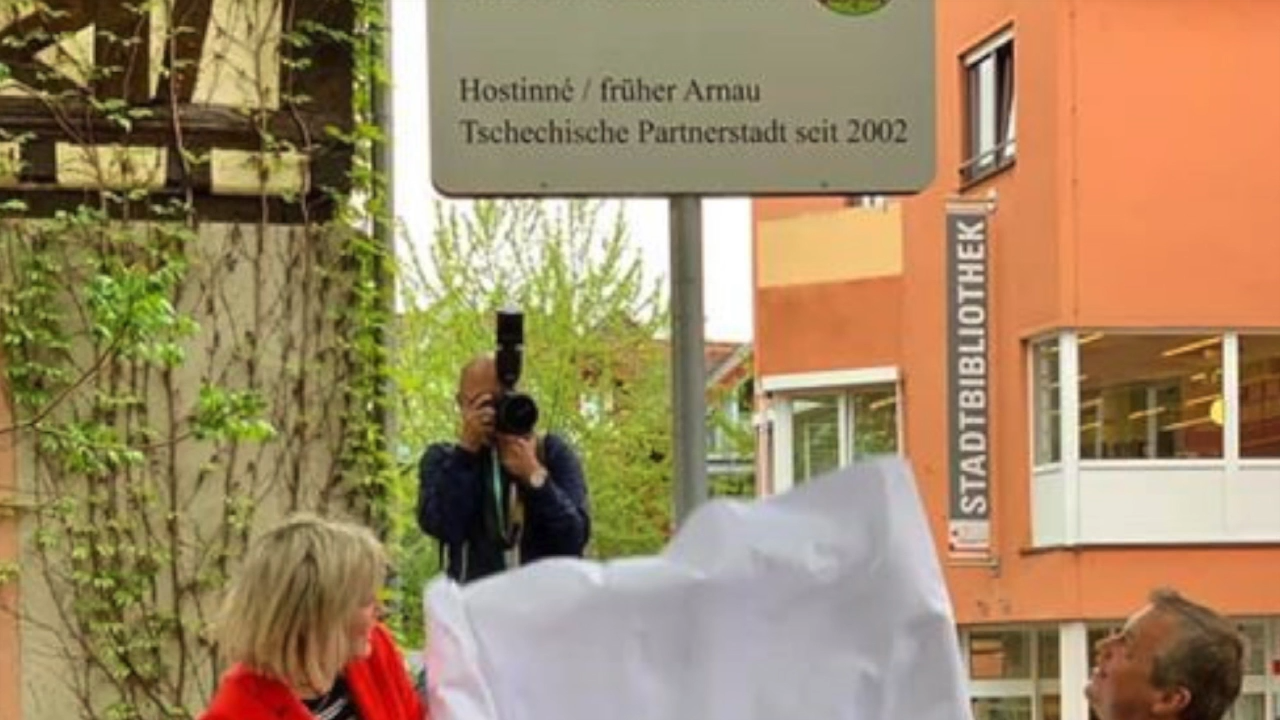 Hostinné / früher Arnau
Tschechische Partnerstadt seit 2002
STADTBIBLIOTHEK